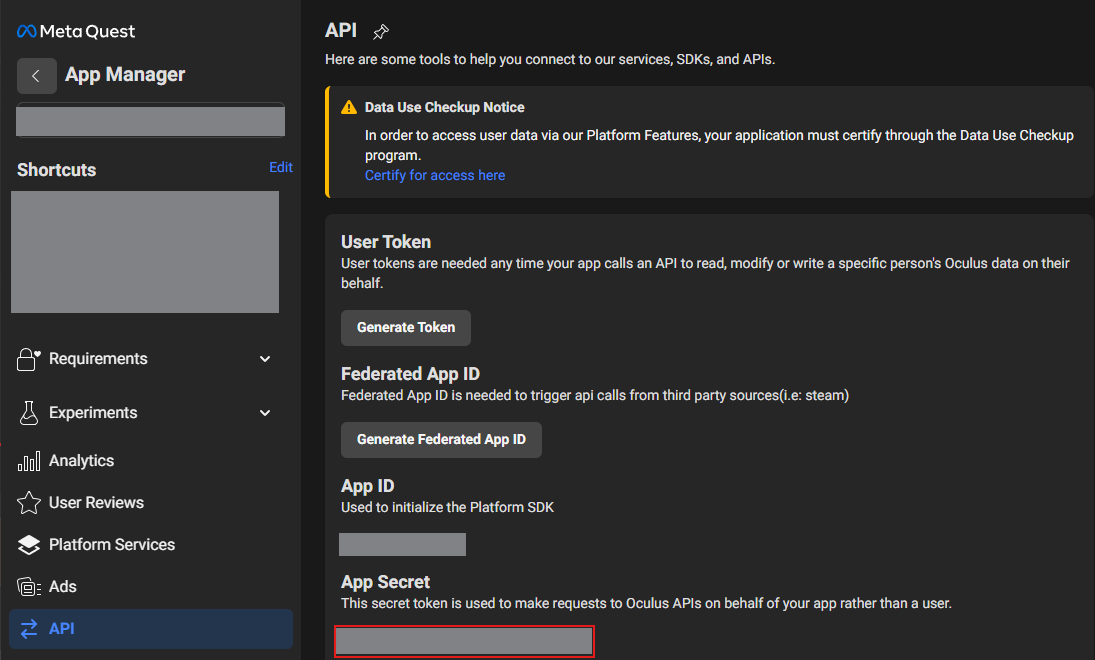 Meta Quest
App Manager
Shortcuts
Edit
Requirements
Experiments
Analytics
User Reviews
Platform Services
Ads
API
API
Here are some tools to help you connect to our services, SDKs, and APIs.
Data Use Checkup Notice
In order to access user data via our Platform Features, your application must certify through the Data Use Checkup
program.
Certify for access here
User Token
User tokens are needed any time your app calls an API to read, modify or write a specific person's Oculus data on their
behalf.
Generate Token
Federated App ID
Federated App ID is needed to trigger api calls from third party sources(i.e: steam)
Generate Federated App ID
App ID
Used to initialize the Platform SDK
App Secret
This secret token is used to make requests to Oculus APIs on behalf of your app rather than a user.